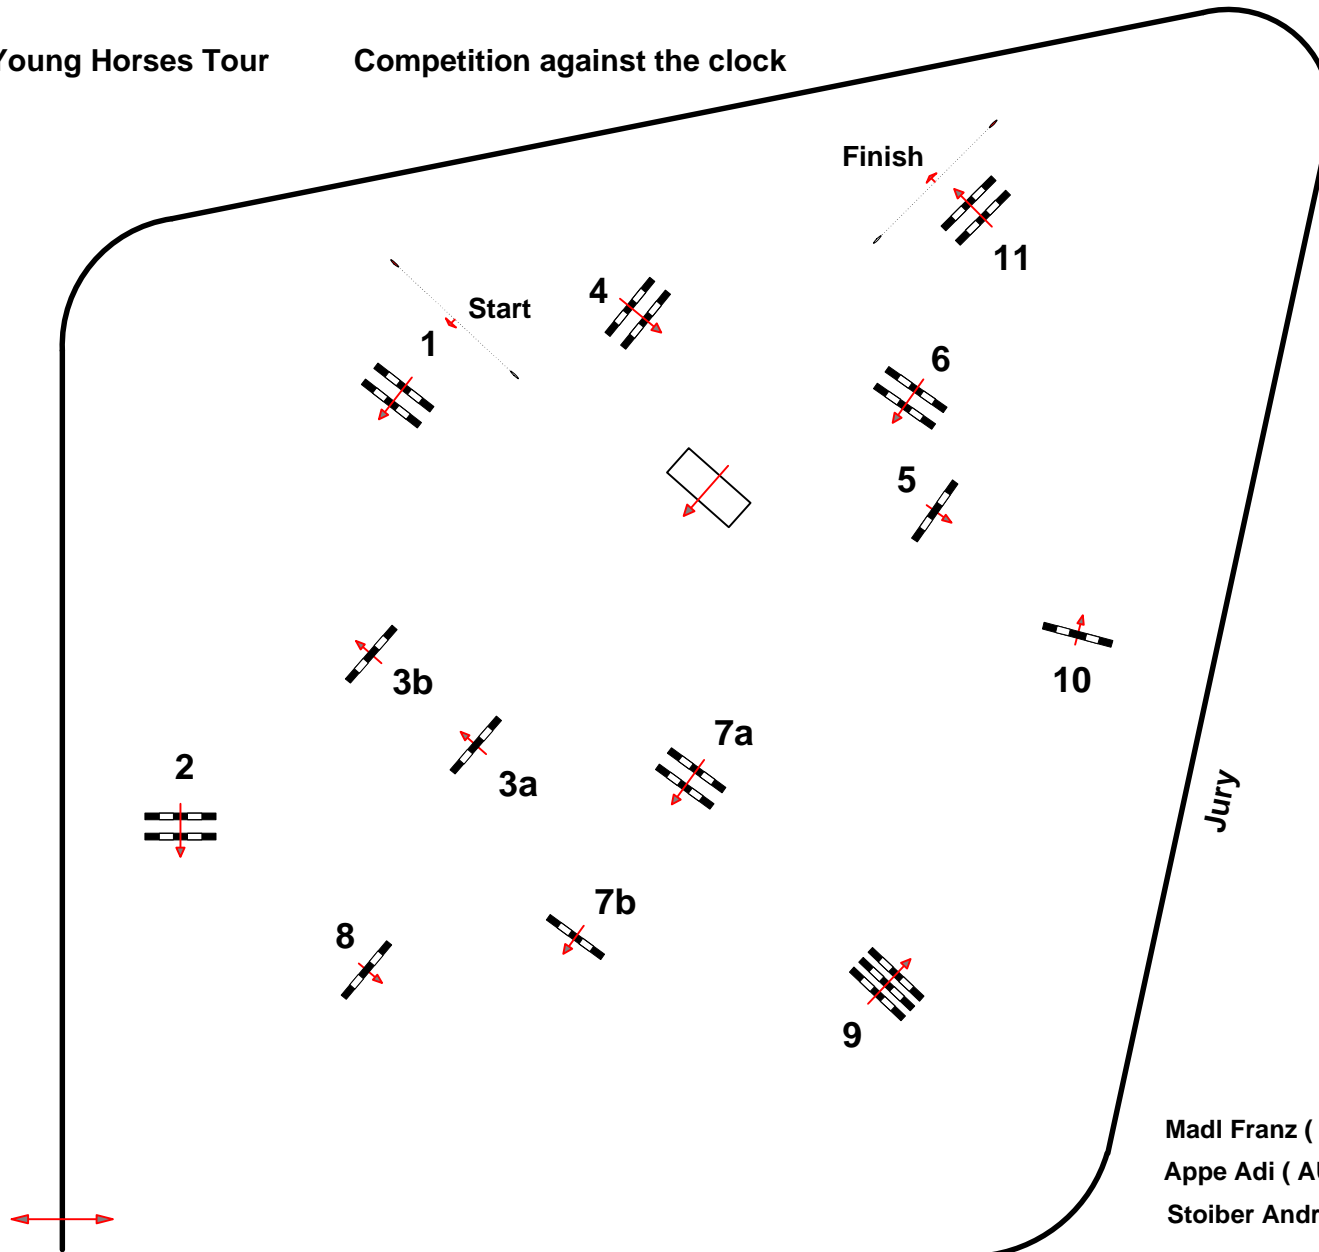 Young Horses Tour Competition against the clock
Finish
11
4
Start
1
6
5
3b
10
7a
2
3a
Jury
7b
8
9
Madl Franz (
Appe Adi ( AU
Stoiber Andr